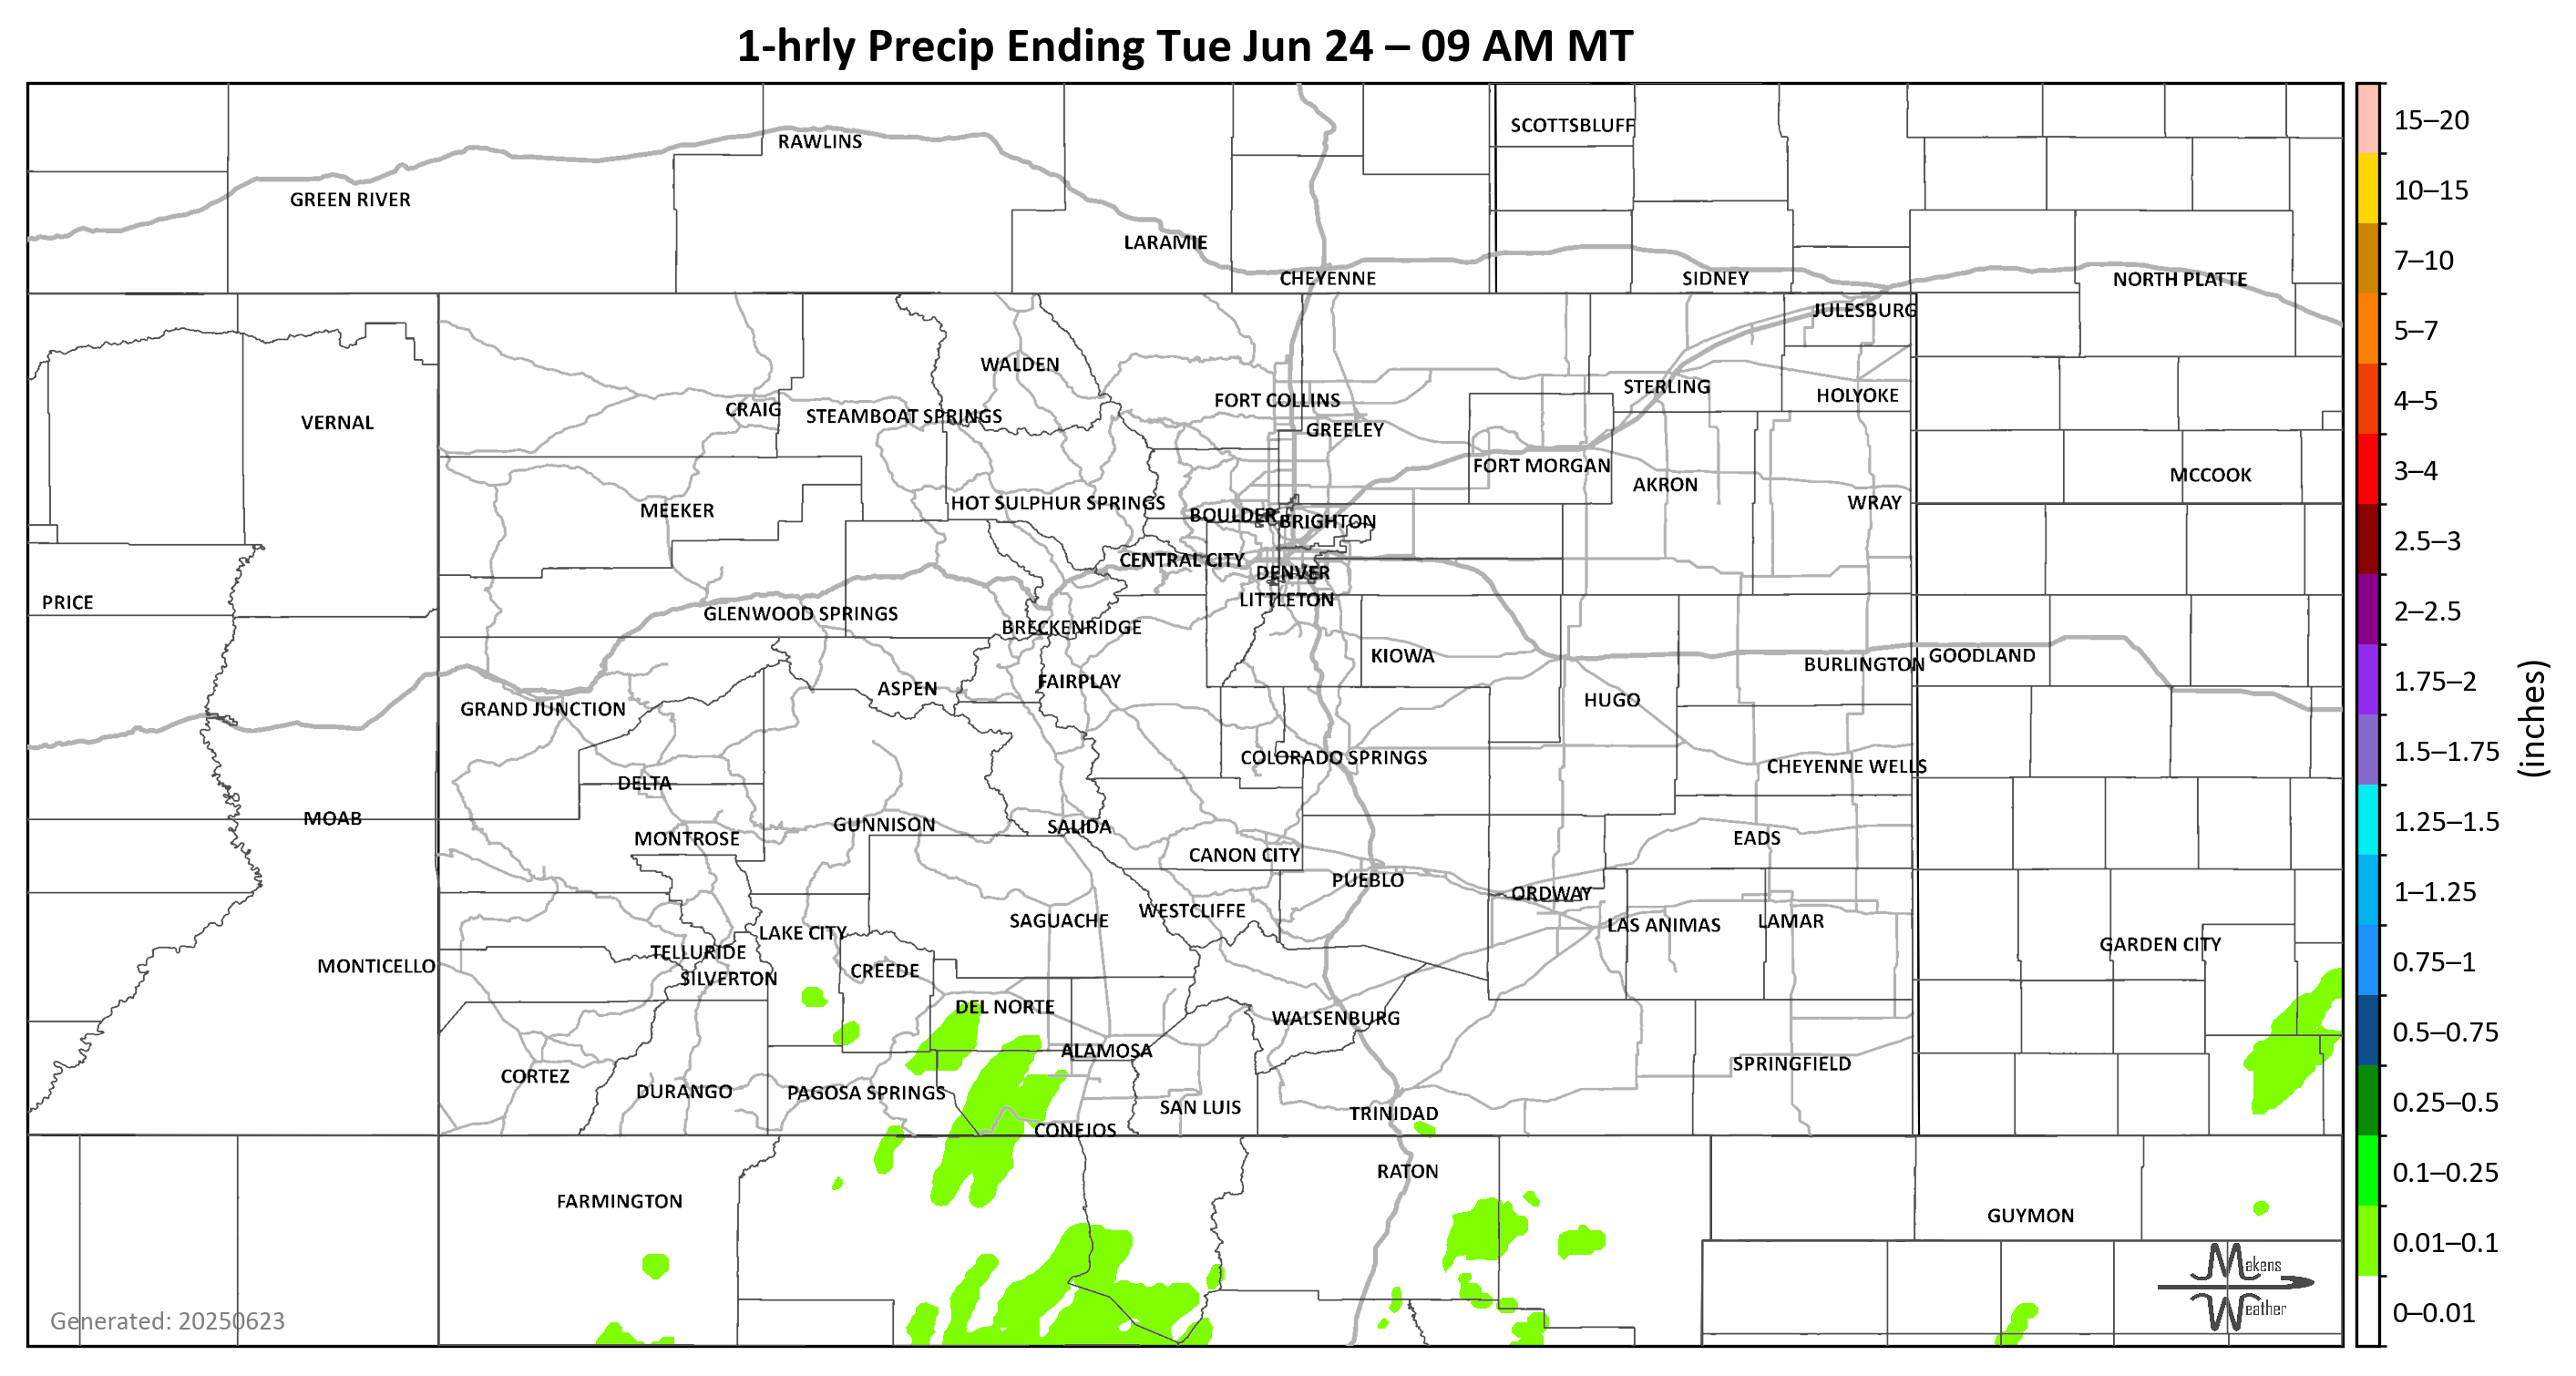 1-hrly Precip Ending Tue Jun 24 – 09 AM MT
SCOTTSBLUFF
RAWLINS
GREEN RIVER
LARAMIE
CHEYENNE
SIDNEY
NORTH PLATTE
JULESBURG
WALDEN
STERLING
HOLYOKE
FORT COLLINS
CRAIG
STEAMBOAT SPRINGS
VERNAL
GREELEY
FORT MORGAN
MCCOOK
AKRON
WRAY
HOT SULPHUR SPRINGS
MEEKER
BOULDER
BRIGHTON
CENTRAL CITY
DENVER
LITTLETON
PRICE
GLENWOOD SPRINGS
BRECKENRIDGE
KIOWA
GOODLAND
BURLINGTON
FAIRPLAY
ASPEN
HUGO
GRAND JUNCTION
COLORADO SPRINGS
CHEYENNE WELLS
DELTA
MOAB
GUNNISON
SALIDA
MONTROSE
EADS
CANON CITY
PUEBLO
ORDWAY
WESTCLIFFE
SAGUACHE
LAS ANIMAS
LAMAR
LAKE CITY
GARDEN CITY
TELLURIDE
MONTICELLO
CREEDE
SILVERTON
DEL NORTE
WALSENBURG
ALAMOSA
SPRINGFIELD
CORTEZ
DURANGO
PAGOSA SPRINGS
SAN LUIS
TRINIDAD
CONEJOS
RATON
FARMINGTON
GUYMON
Makens
Weather
Generated: 20250623
15–20
10–15
7–10
5–7
4–5
3–4
2.5–3
2–2.5
1.75–2
1.5–1.75
1.25–1.5
1–1.25
0.75–1
0.5–0.75
0.25–0.5
0.1–0.25
0.01–0.1
0–0.01
(inches)